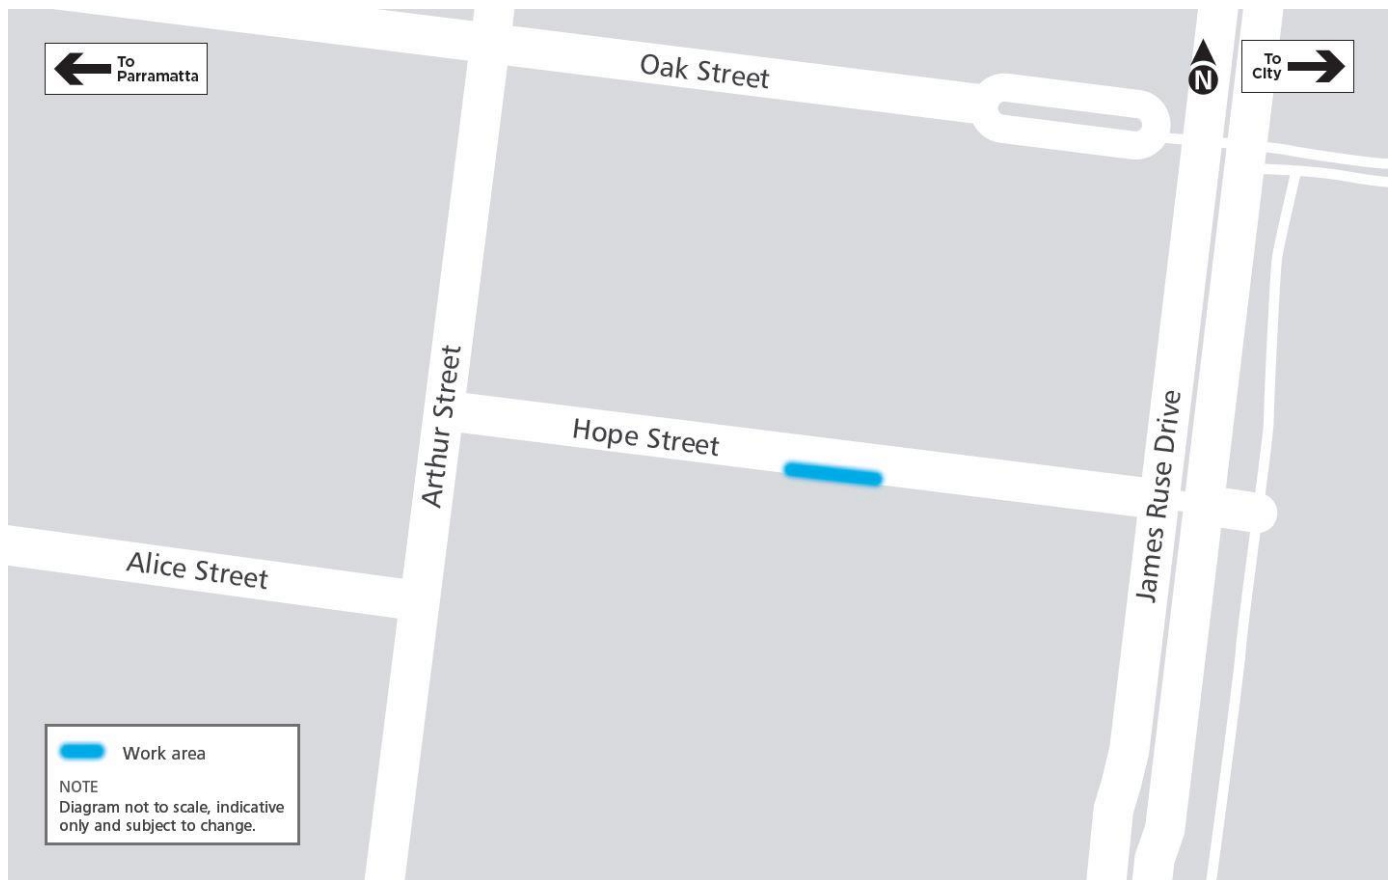 To
Parramatta
Oak Street
N
To
City
Arthur Street
Hope Street
James Ruse Drive
Alice Street
Work area
NOTE
Diagram not to scale, indicative
only and subject to change.